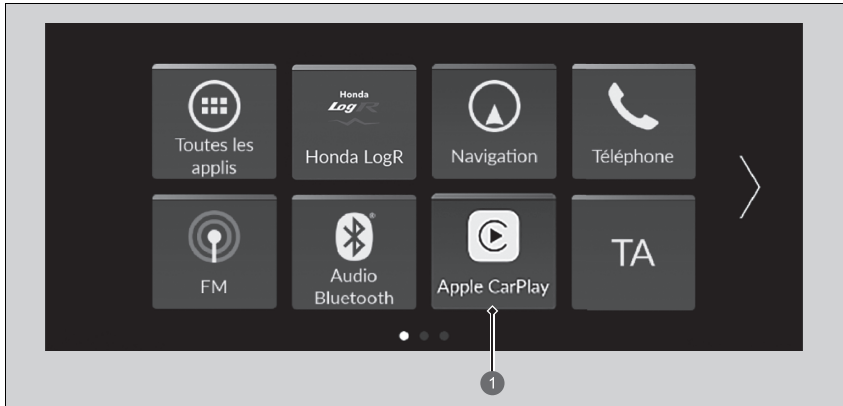 Toutes les
applis
Honda
LogR
Honda LogR
Navigation
Téléphone
FM
Audio
Bluetooth
Apple CarPlay
TA
1